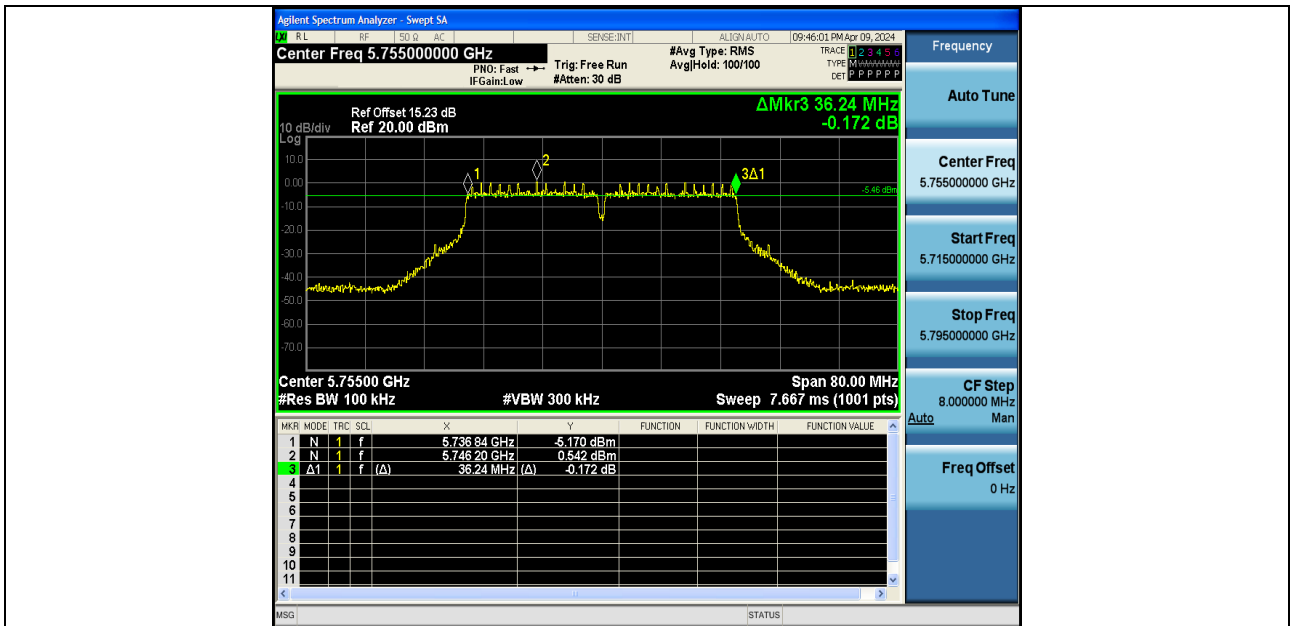 Agilent Spectrum Analyzer - Swept SA
LXI RL RF 50 Ω AC SENSE:INT ALIGN AUTO 09:46:01 PM Apr 09, 2024
Center Freq 5.755000000 GHz
PNO: Fast
IFGain:Low
Trig: Free Run
#Atten: 30 dB
#Avg Type: RMS
Avg|Hold: 100/100
TRACE 1 2 3 4 5 6
TYPE M
DET P P P P P P
ΔMkr3 36.24 MHz
-0.172 dB
Ref Offset 15.23 dB
10 dB/div Ref 20.00 dBm
Log
10.0
0.00
-10.0
-20.0
-30.0
-40.0
-50.0
-60.0
-70.0
1
2
3Δ1
-5.46 dBm
Center 5.75500 GHz Span 80.00 MHz
#Res BW 100 kHz #VBW 300 kHz Sweep 7.667 ms (1001 pts)
MKR MODE TRC SCL X Y FUNCTION FUNCTION WIDTH FUNCTION VALUE
1 N 1 f 5.736 84 GHz -5.170 dBm
2 N 1 f 5.746 20 GHz 0.542 dBm
3 Δ1 1 f (Δ) 36.24 MHz (Δ) -0.172 dB
4
5
6
7
8
9
10
11
MSG STATUS
Frequency
Auto Tune
Center Freq
5.755000000 GHz
Start Freq
5.715000000 GHz
Stop Freq
5.795000000 GHz
CF Step
8.000000 MHz
Auto Man
Freq Offset
0 Hz